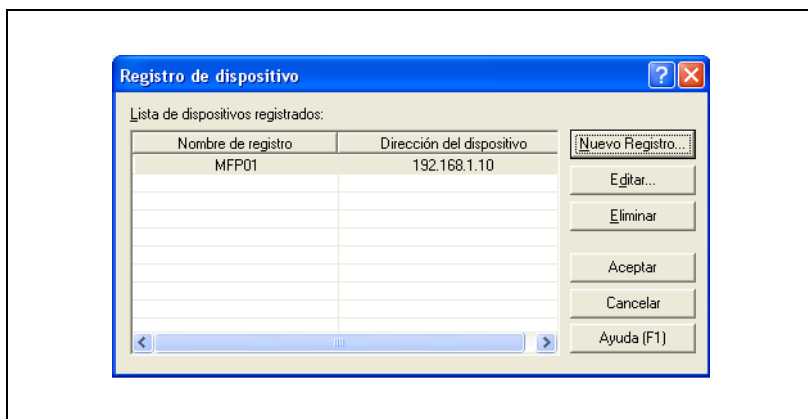 Registro de dispositivo
Lista de dispositivos registrados:
Nombre de registro Dirección del dispositivo
MFP01 192.168.1.10
Nuevo Registro...
Editar...
Eliminar
Aceptar
Cancelar
Ayuda (F1)